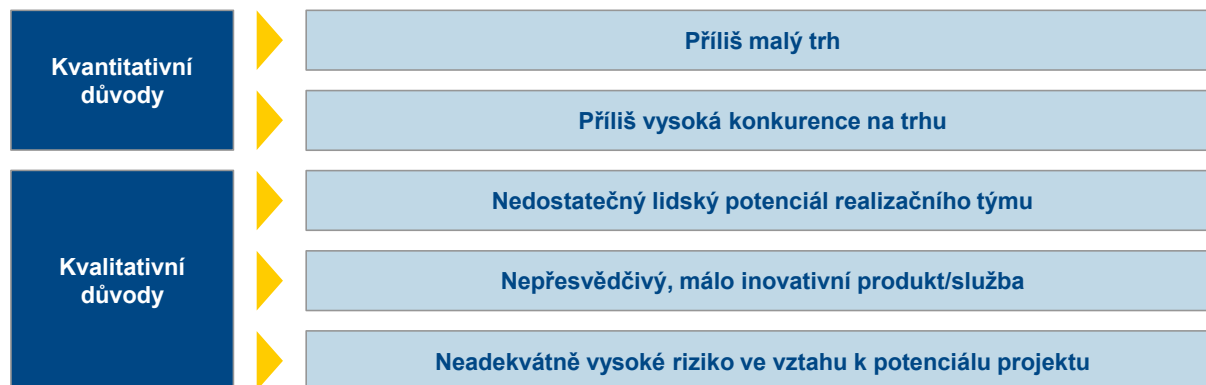 Kvantitativní
důvody
Příliš malý trh
Příliš vysoká konkurence na trhu
Kvalitativní
důvody
Nedostatečný lidský potenciál realizačního týmu
Nepřesvědčivý, málo inovativní produkt/služba
Neadekvátně vysoké riziko ve vztahu k potenciálu projektu